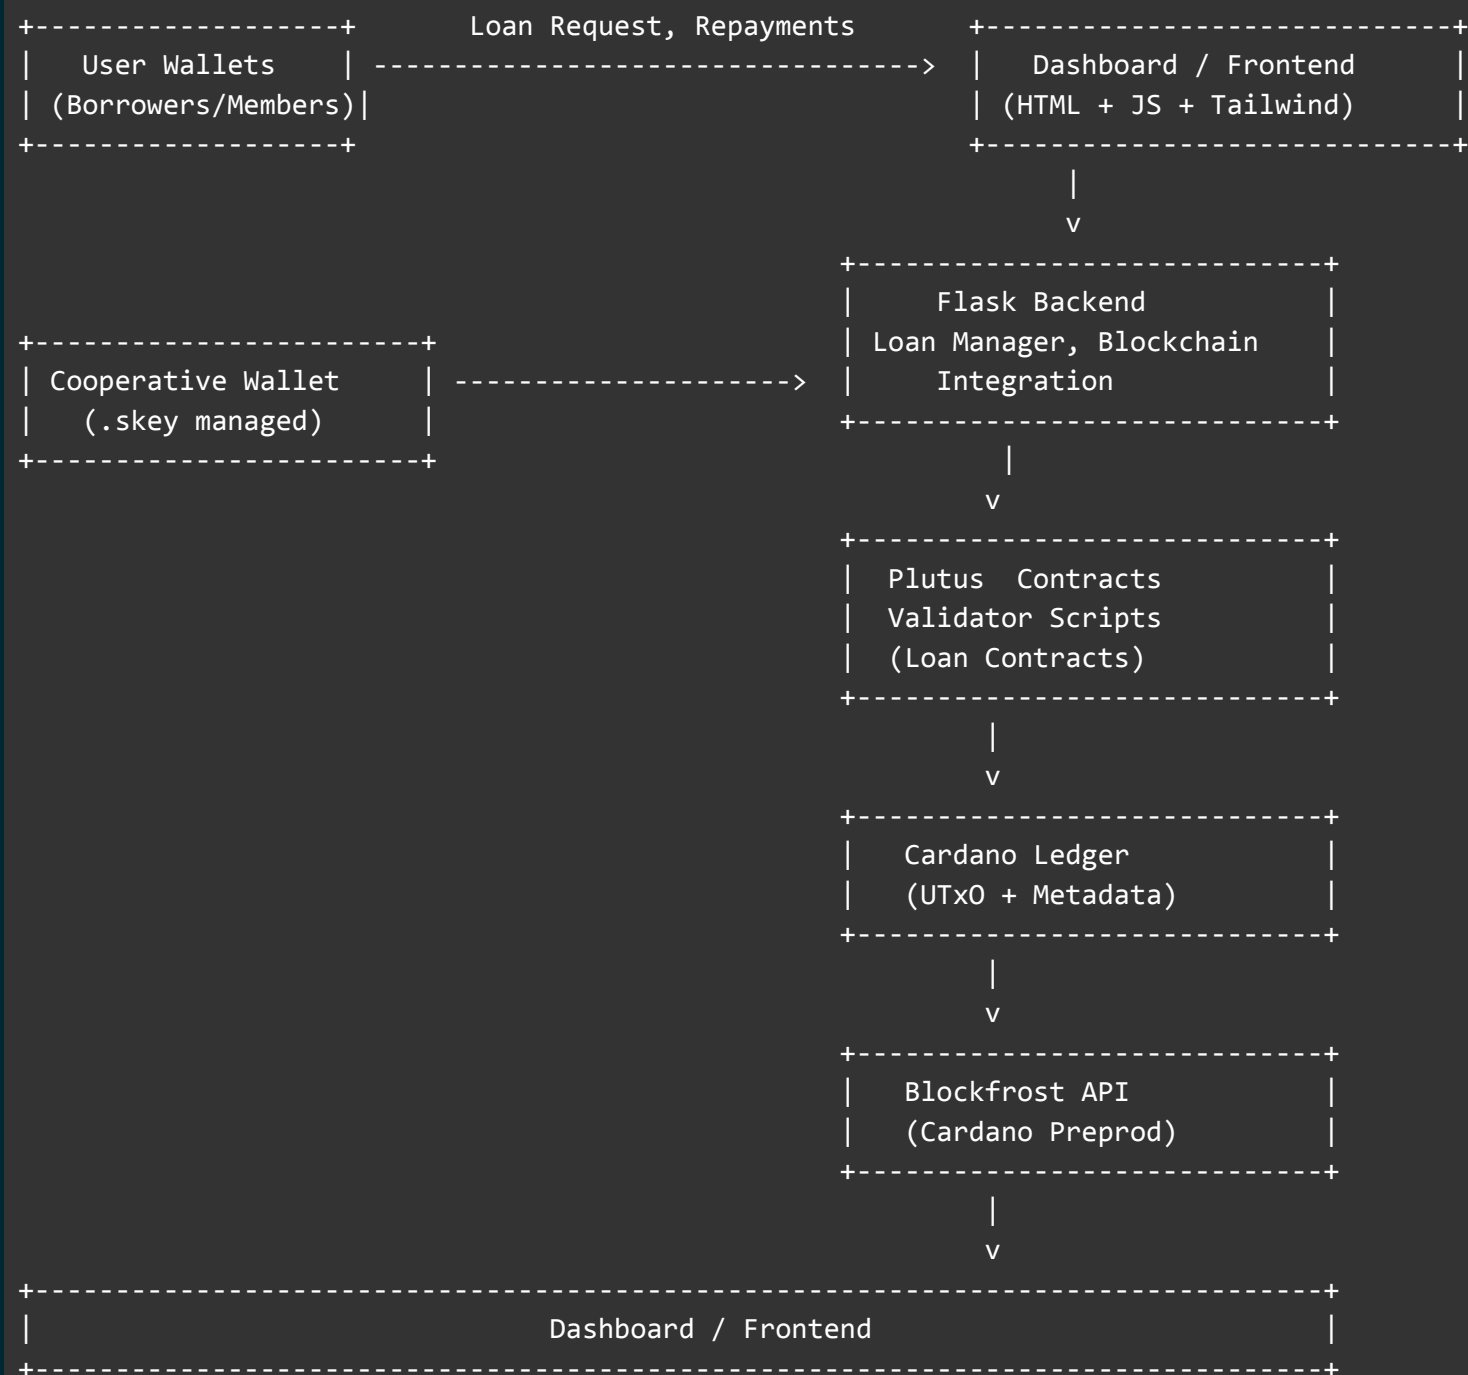 Loan Request, Repayments
User Wallets
(Borrowers/Members)
Dashboard / Frontend
(HTML + JS + Tailwind)
Flask Backend
Loan Manager, Blockchain
Integration
Cooperative Wallet
(.skey managed)
Plutus  Contracts
Validator Scripts
(Loan Contracts)
Cardano Ledger
(UTxO + Metadata)
Blockfrost API
(Cardano Preprod)
Dashboard / Frontend